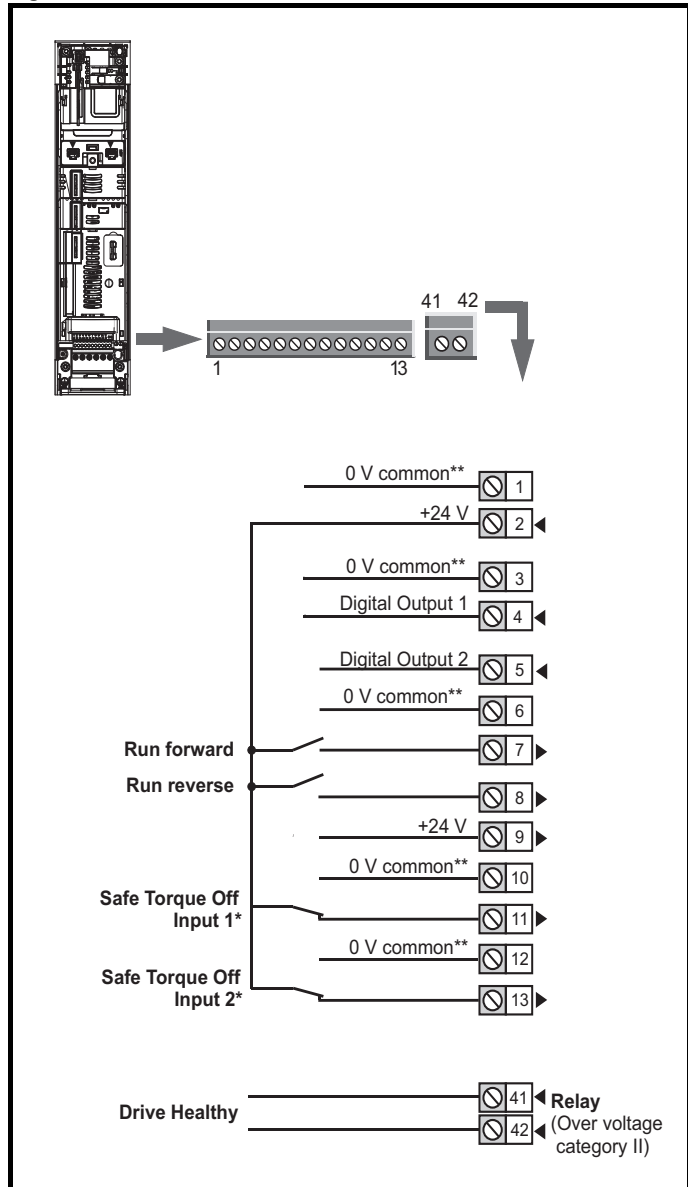 41 42
1 13
0 V common** 1
+24 V 2
0 V common** 3
Digital Output 1 4
Digital Output 2 5
0 V common** 6
Run forward 7
Run reverse 8
+24 V 9
0 V common** 10
Safe Torque Off
Input 1* 11
0 V common** 12
Safe Torque Off
Input 2* 13
41 Relay
Drive Healthy
(Over voltage
42 category II)